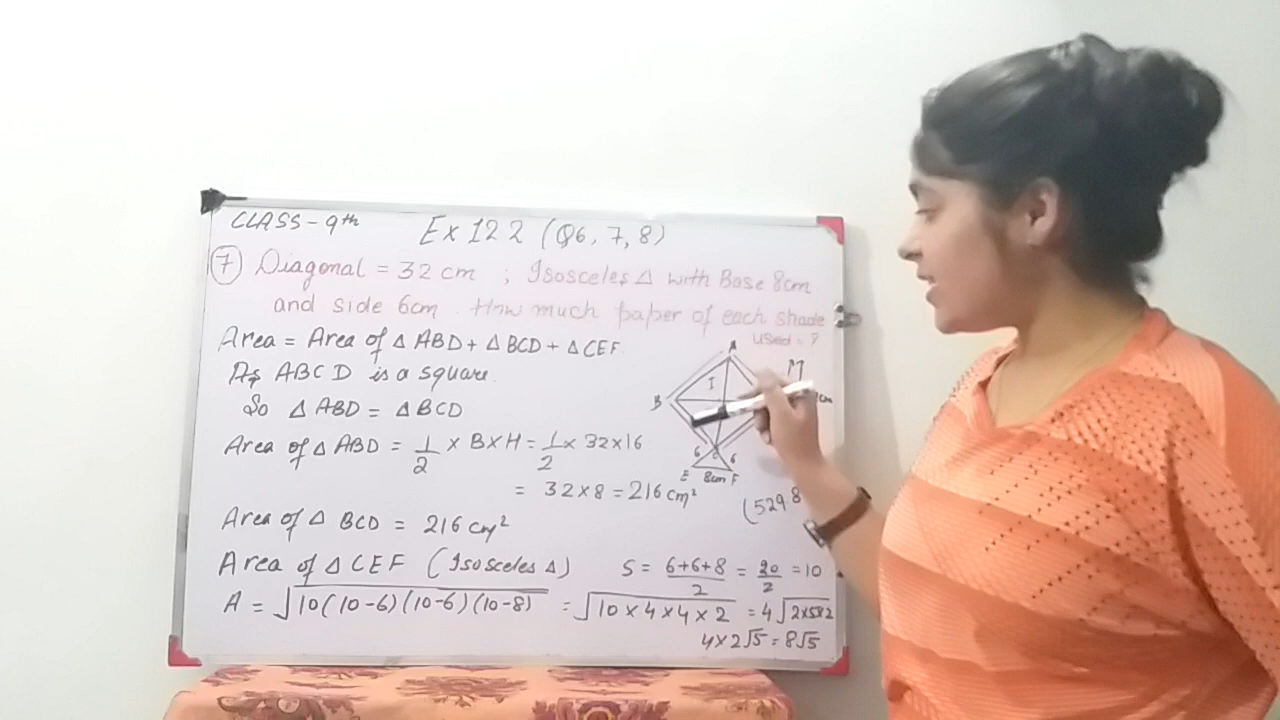 CLASS - 9th
Ex 12 2 (Q6, 7, 8)
(7) Diagonal = 32 cm ; Isosceles Δ with Base 8cm
and side 6cm. How much paper of each shade
used = ?
Area = Area of Δ ABD + Δ BCD + Δ CEF
As ABCD is a square.
So Δ ABD = Δ BCD
Area of Δ ABD = 1/2 × B × H = 1/2 × 32 × 16
= 32 × 8 = 216 cm²
Area of Δ BCD = 216 cm²
Area of Δ CEF (Isosceles Δ) S = 6+6+8/2 = 20/2 = 10
A = √10(10-6)(10-6)(10-8) = √10 × 4 × 4 × 2 = 4√2×5×2
4 × 2√5 = 8√5
A
M
I
B
C
6 6
E 8cm F
(5298